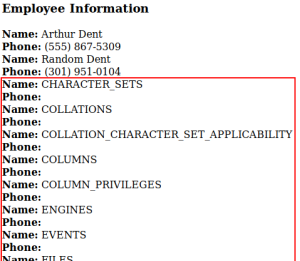 Employee Information
Name: Arthur Dent
Phone: (555) 867-5309
Name: Random Dent
Phone: (301) 951-0104
Name: CHARACTER_SETS
Phone:
Name: COLLATIONS
Phone:
Name: COLLATION_CHARACTER_SET_APPLICABILITY
Phone:
Name: COLUMNS
Phone:
Name: COLUMN_PRIVILEGES
Phone:
Name: ENGINES
Phone:
Name: EVENTS
Phone:
Name: FILES